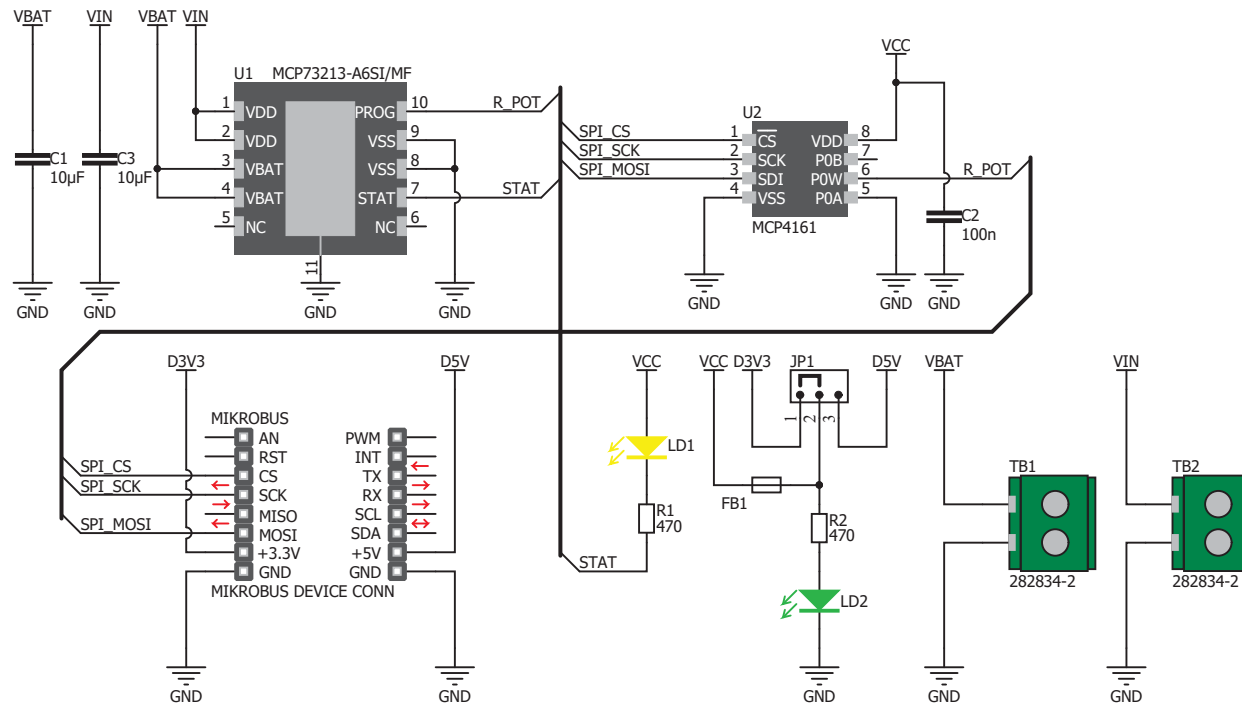 VBAT VIN VBAT VIN
U1 MCP73213-A6SI/MF
1 VDD PROG 10 R_POT
2 VDD VSS 9
3 VBAT VSS 8
4 VBAT STAT 7 STAT
5 NC NC 6
11
C1
10µF
C3
10µF
GND GND GND GND
VCC
U2
SPI_CS 1 CS VDD 8
SPI_SCK 2 SCK P0B 7
SPI_MOSI 3 SDI P0W 6 R_POT
4 VSS P0A 5
MCP4161
C2
100n
GND GND GND
D3V3 D5V
MIKROBUS
AN PWM
RST INT
SPI_CS CS TX
SPI_SCK SCK RX
MISO SCL
SPI_MOSI MOSI SDA
+3.3V +5V
GND GND
MIKROBUS DEVICE CONN
GND GND
VCC
LD1
R1
470
STAT
VCC D3V3 JP1 D5V
1 2 3
FB1
R2
470
LD2
GND
VBAT
TB1
282834-2
GND
VIN
TB2
282834-2
GND